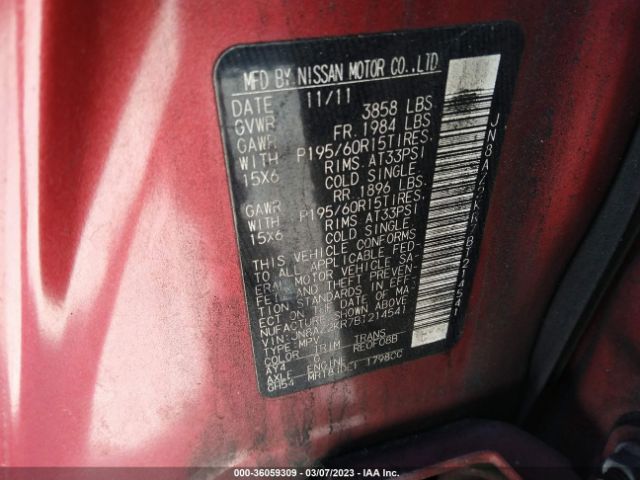 MFD BY NISSAN MOTOR CO.,LTD
DATE 11/11
GVWR 3858 LBS.
GAWR FR. 1984 LBS
WITH P195/60R15TIRES,
15X6 RIMS. AT33PSI
COLD SINGLE.
GAWR RR 1896 LBS.
WITH P195/60R15TIRES,
15X6 RIMS AT33PSI
COLD SINGLE
THIS VEHICLE CONFORMS
TO ALL APPLICABLE FED-
ERAL MOTOR VEHICLE SA-
FETY AND THEFT PREVEN-
TION STANDARDS IN EFF-
ECT ON THE DATE OF MA-
NUFACTURE SHOWN ABOVE
VIN:JN8AZ2KR7BT214541
TYPE: MPV
COLOR TRIM TRANS
AY4 G RE0F08B
AXLE ENGINE
GH54 1798CC
JN8AZ2KR7BT214541
000-36059309 — 03/07/2023 — IAA Inc.